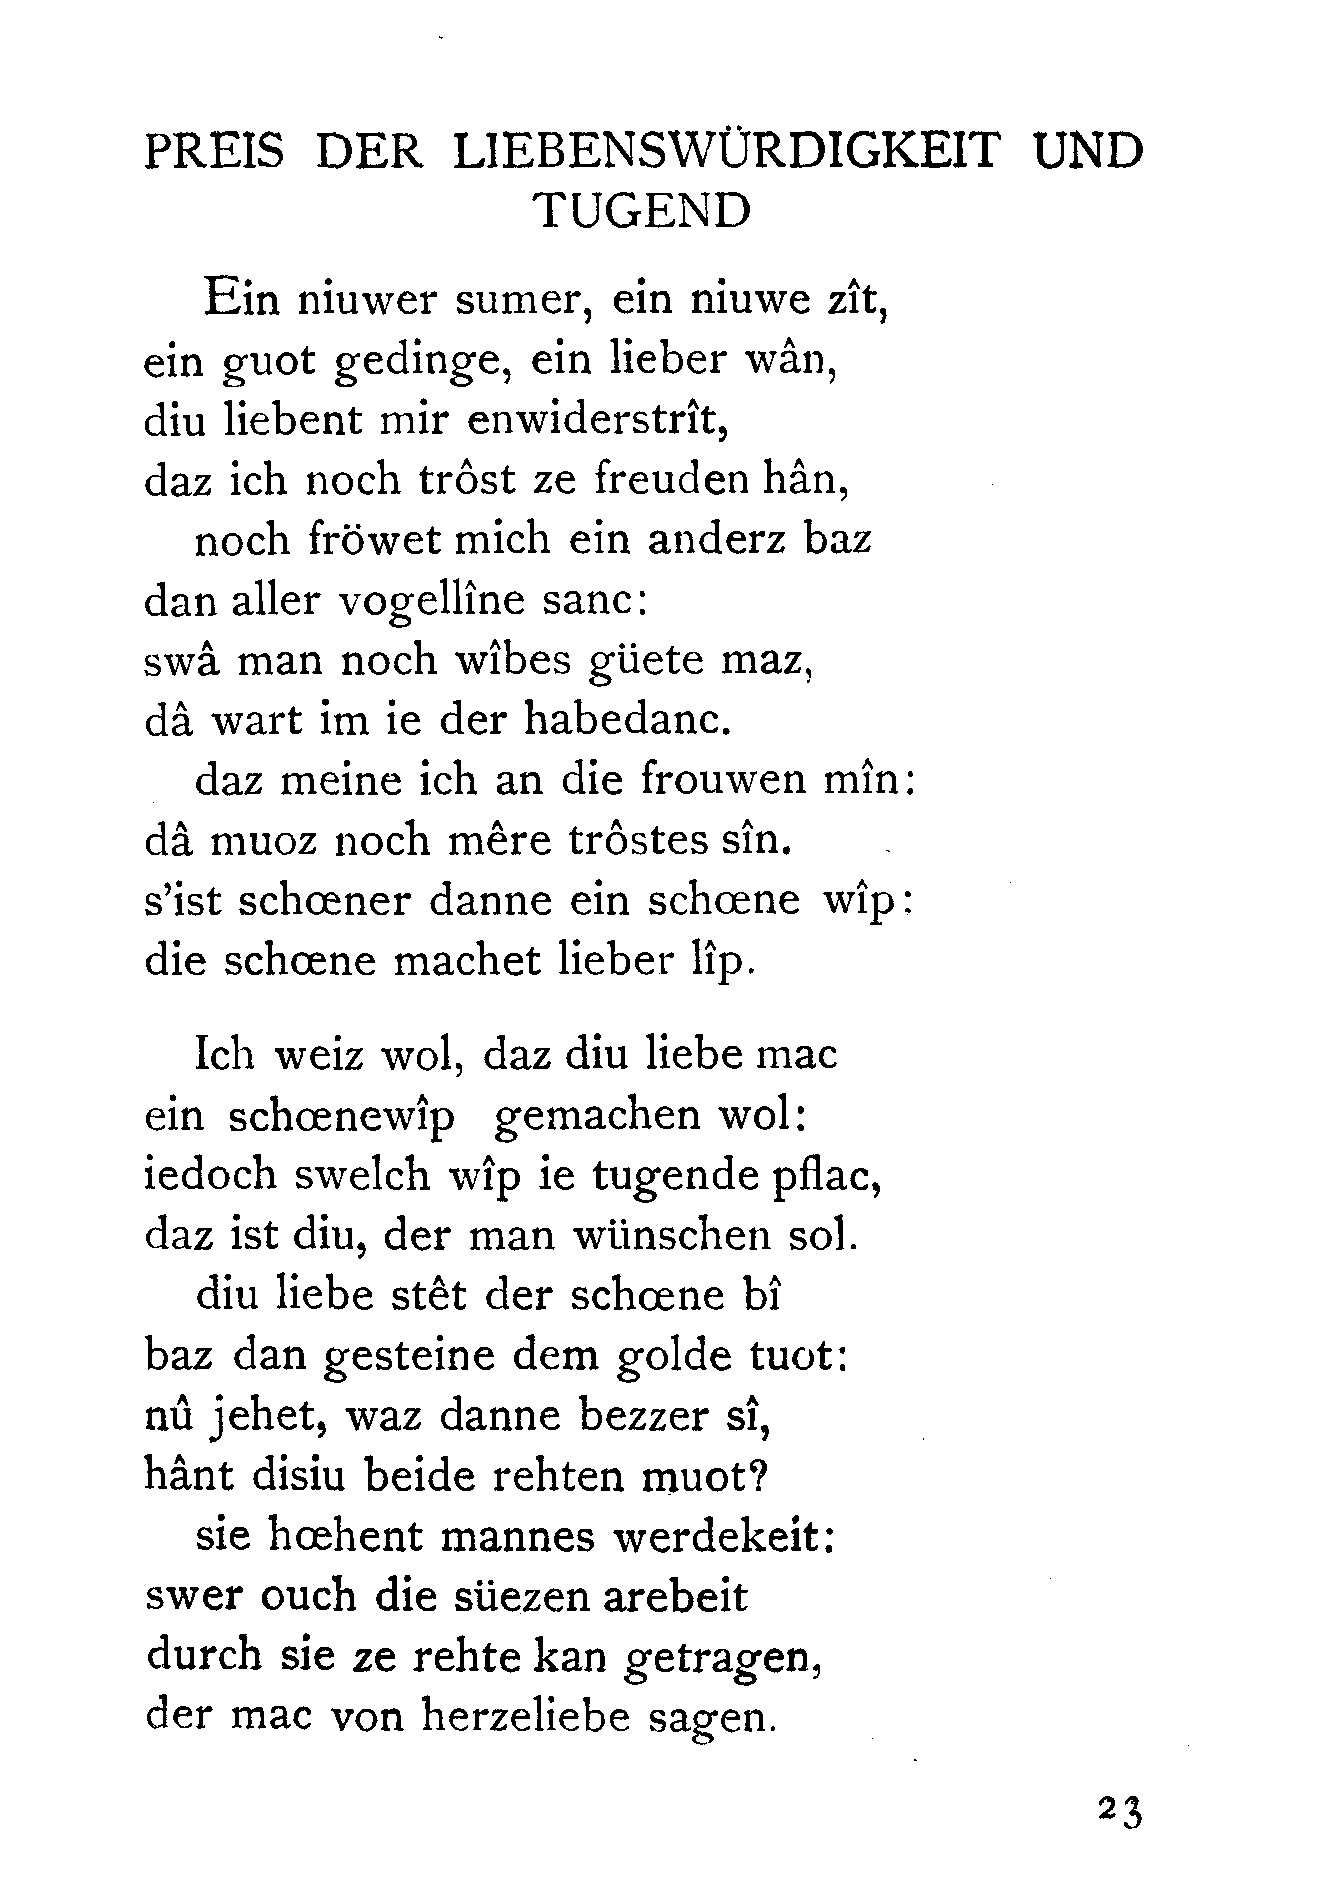 PREIS DER LIEBENSWÜRDIGKEIT UND
TUGEND
Ein niuwer sumer, ein niuwe zît,
ein guot gedinge, ein lieber wân,
diu liebent mir enwiderstrît,
daz ich noch trôst ze freuden hân,
noch fröwet mich ein anderz baz
dan aller vogellîne sanc:
swâ man noch wîbes güete maz,
dâ wart im ie der habedanc.
daz meine ich an die frouwen mîn:
dâ muoz noch mêre trôstes sîn.
s’ist schœner danne ein schœne wîp:
die schœne machet lieber lîp.
Ich weiz wol, daz diu liebe mac
ein schœnewîp gemachen wol:
iedoch swelch wîp ie tugende pflac,
daz ist diu, der man wünschen sol.
diu liebe stêt der schœne bî
baz dan gesteine dem golde tuot:
nû jehet, waz danne bezzer sî,
hânt disiu beide rehten muot?
sie hœhent mannes werdekeit:
swer ouch die süezen arebeit
durch sie ze rehte kan getragen,
der mac von herzeliebe sagen.
23